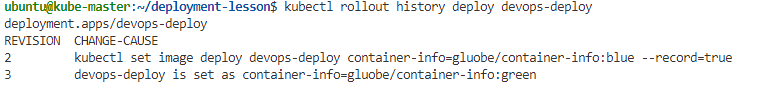 ubuntu@kube-master:~/deployment-lesson$ kubectl rollout history deploy devops-deploy
deployment.apps/devops-deploy
REVISION  CHANGE-CAUSE
2         kubectl set image deploy devops-deploy container-info=gluobe/container-info:blue --record=true
3         devops-deploy is set as container-info=gluobe/container-info:green